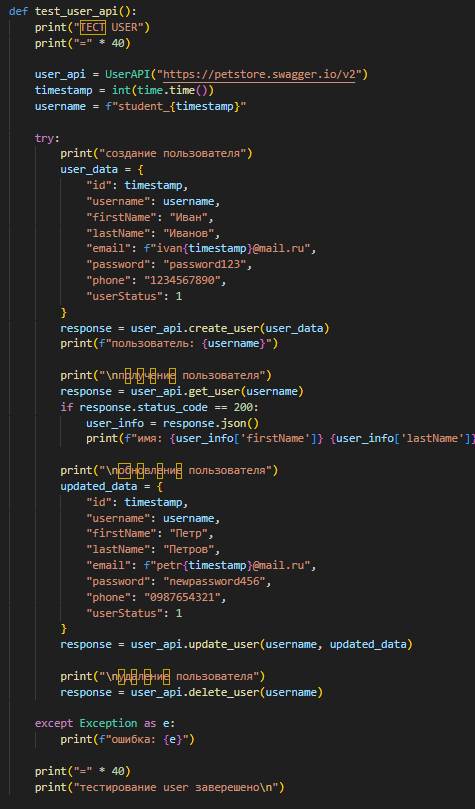 def test_user_api():
    print("ТЕСТ USER")
    print("=" * 40)
    user_api = UserAPI("https://petstore.swagger.io/v2")
    timestamp = int(time.time())
    username = f"student_{timestamp}"
    try:
        print("создание пользователя")
        user_data = {
            "id": timestamp,
            "username": username,
            "firstName": "Иван",
            "lastName": "Иванов",
            "email": f"ivan{timestamp}@mail.ru",
            "password": "password123",
            "phone": "1234567890",
            "userStatus": 1
        }
        response = user_api.create_user(user_data)
        print(f"пользователь: {username}")
        print("\nполучение пользователя")
        response = user_api.get_user(username)
        if response.status_code == 200:
            user_info = response.json()
            print(f"имя: {user_info['firstName']} {user_info['lastName']}
        print("\nобновление пользователя")
        updated_data = {
            "id": timestamp,
            "username": username,
            "firstName": "Петр",
            "lastName": "Петров",
            "email": f"petr{timestamp}@mail.ru",
            "password": "newpassword456",
            "phone": "0987654321",
            "userStatus": 1
        }
        response = user_api.update_user(username, updated_data)
        print("\nудаление пользователя")
        response = user_api.delete_user(username)
    except Exception as e:
        print(f"ошибка: {e}")
    print("=" * 40)
    print("тестирование user заверешено\n")